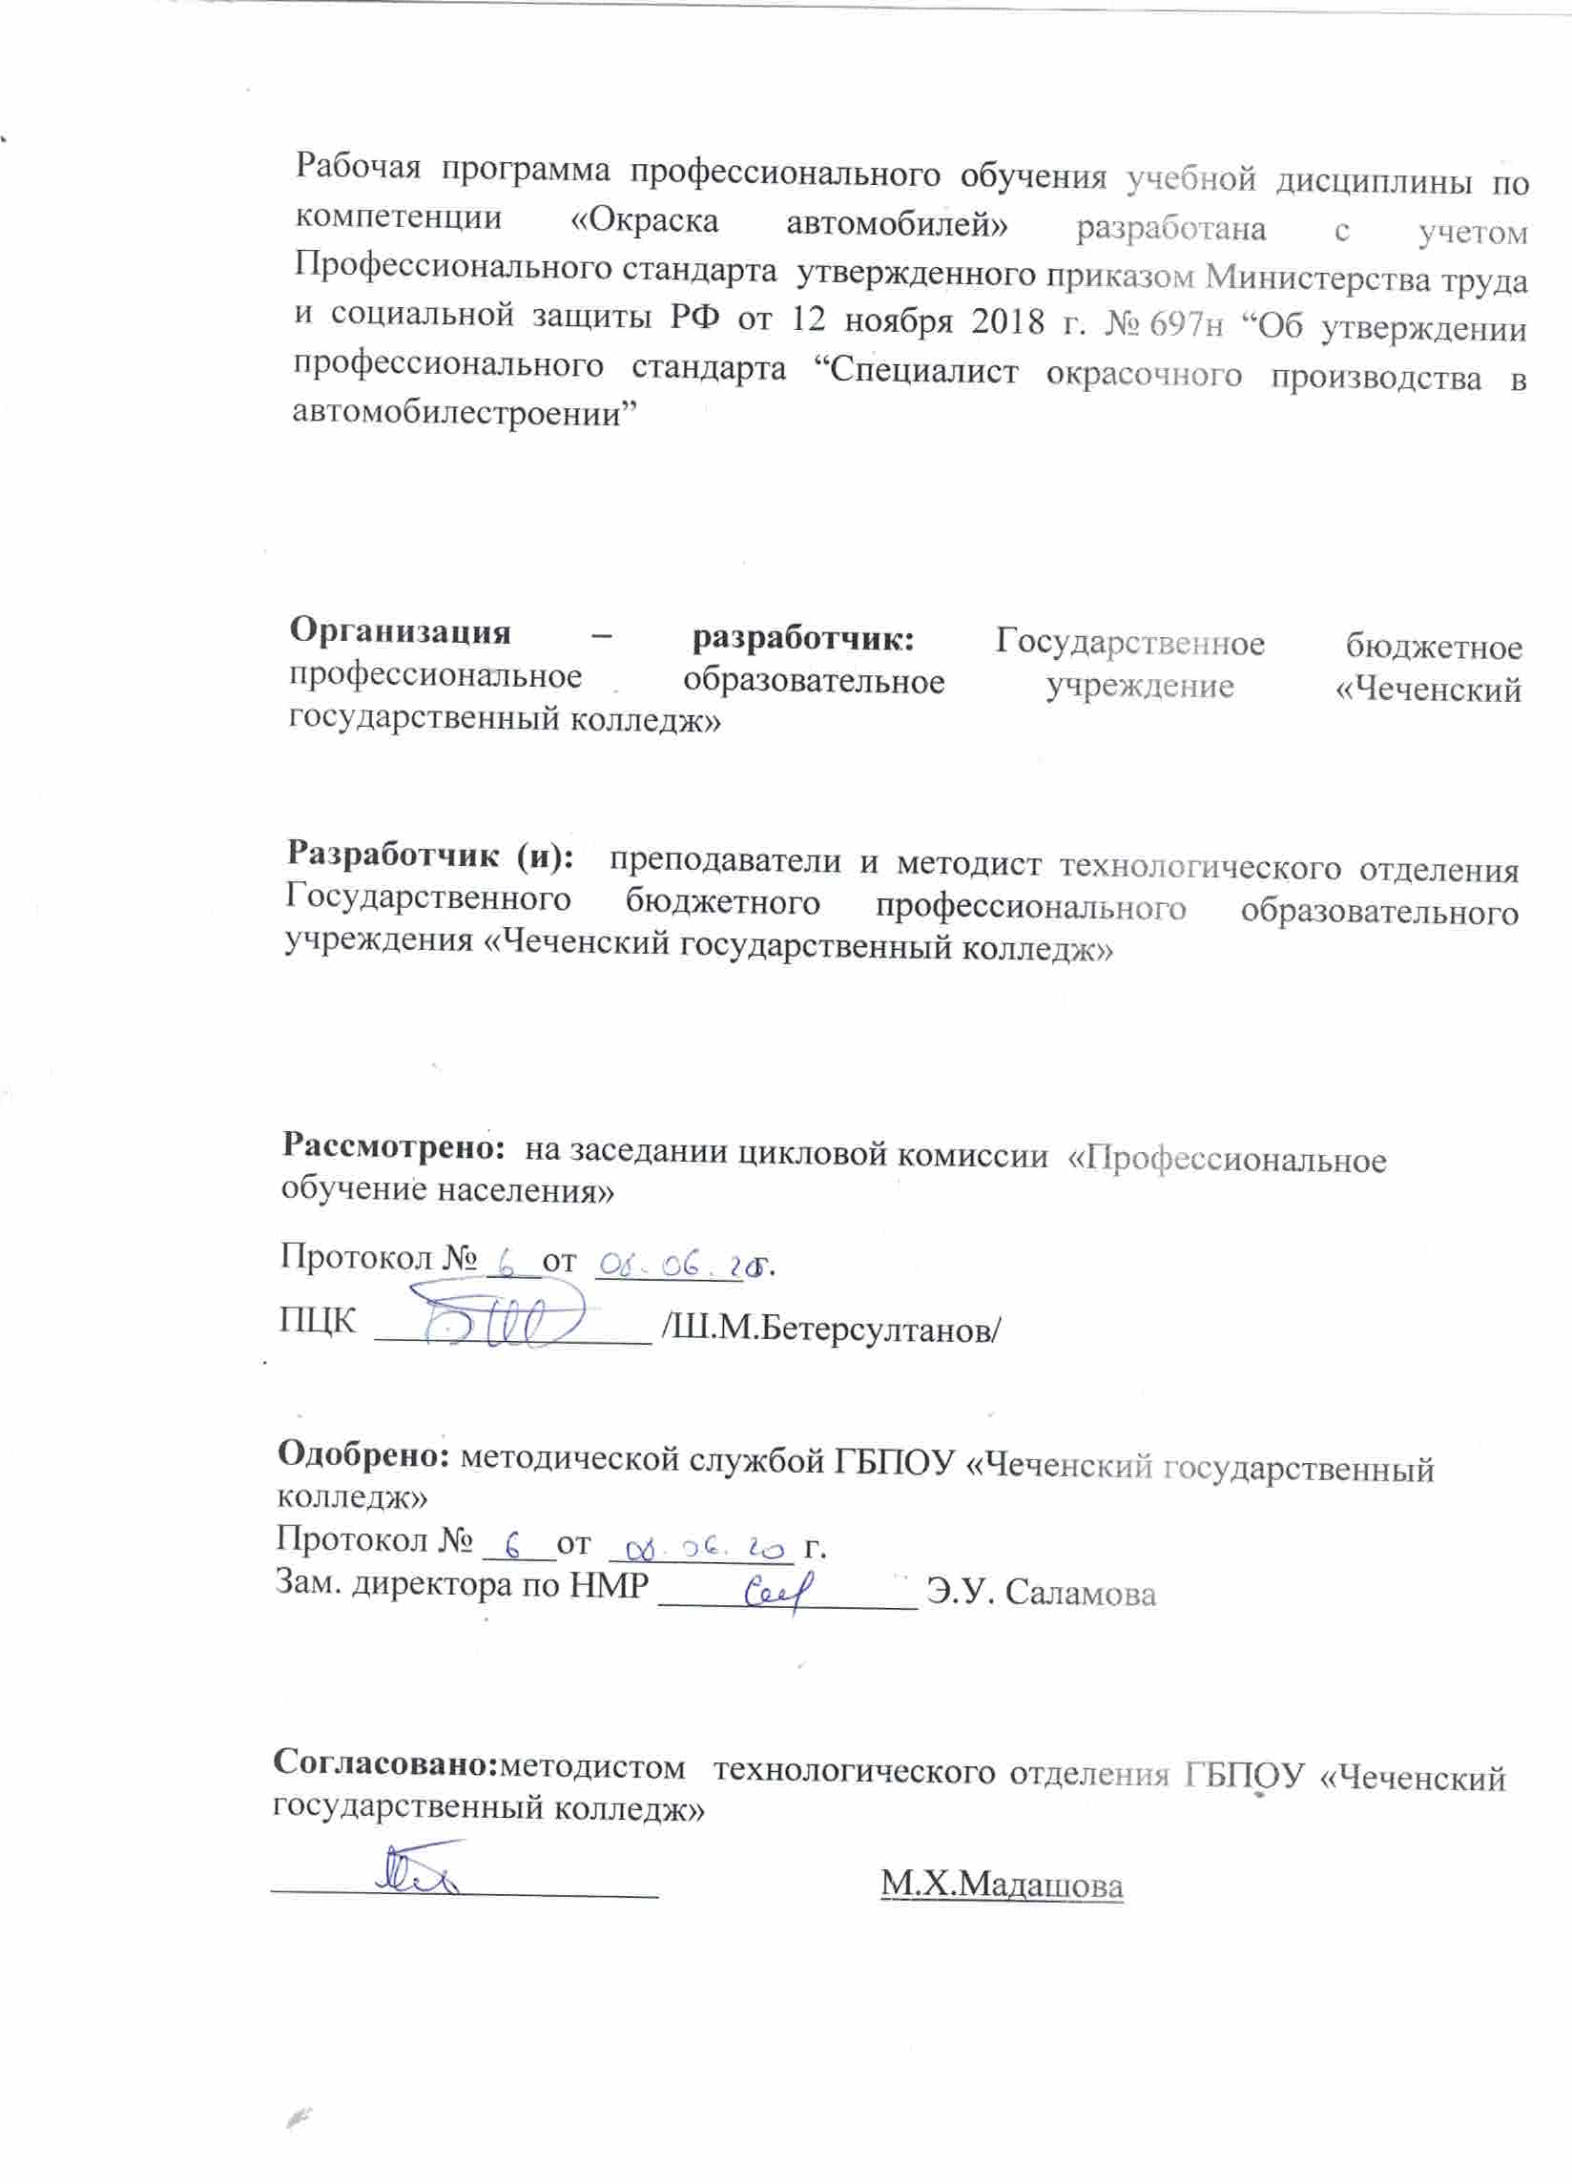 Рабочая программа профессионального обучения учебной дисциплины по
компетенции «Окраска автомобилей» разработана с учетом
Профессионального стандарта утвержденного приказом Министерства труда
и социальной защиты РФ от 12 ноября 2018 г. № 697н “Об утверждении
профессионального стандарта “Специалист окрасочного производства в
автомобилестроении”
Организация – разработчик: Государственное бюджетное
профессиональное образовательное учреждение «Чеченский
государственный колледж»
Разработчик (и): преподаватели и методист технологического отделения
Государственного бюджетного профессионального образовательного
учреждения «Чеченский государственный колледж»
Рассмотрено: на заседании цикловой комиссии «Профессиональное
обучение населения»
Протокол № 6 от 08.06.20г.
ПЦК /Ш.М.Бетерсултанов/
Одобрено: методической службой ГБПОУ «Чеченский государственный
колледж»
Протокол № 6 от 08.06.20 г.
Зам. директора по НМР Э.У. Саламова
Согласовано:методистом технологического отделения ГБПОУ «Чеченский
государственный колледж»
М.Х.Мадашова